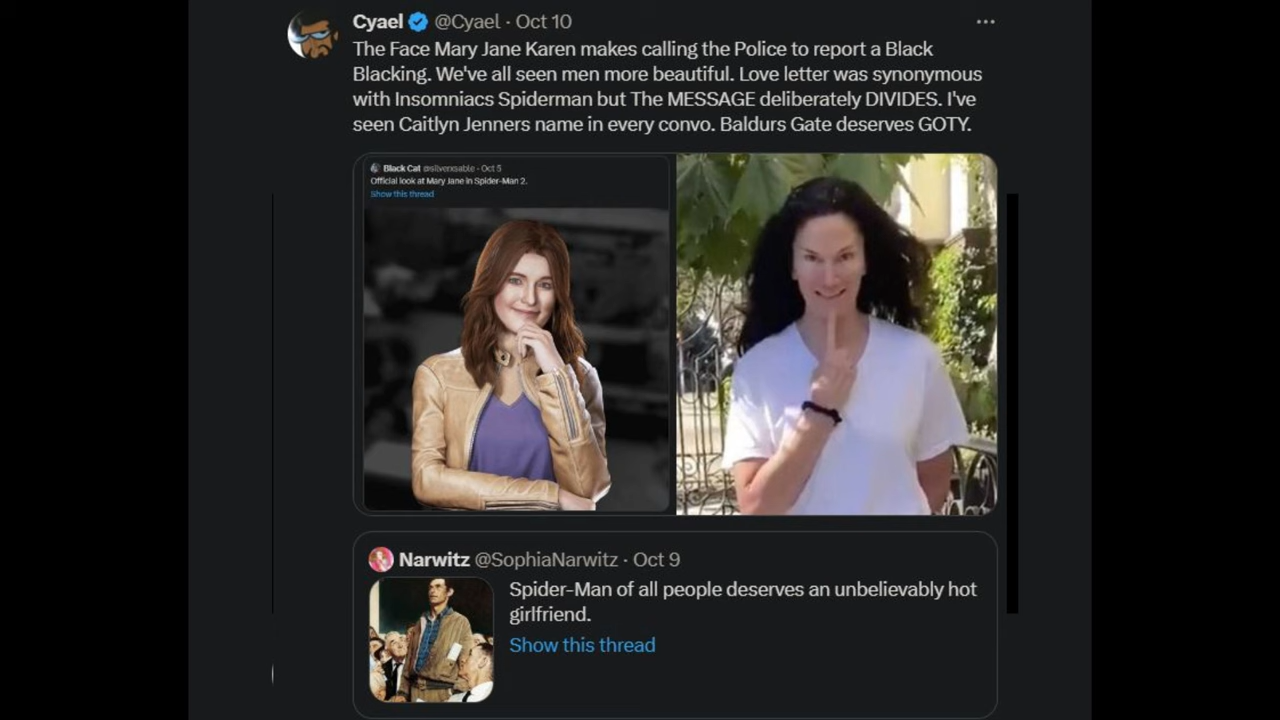 Cyael @Cyael · Oct 10
The Face Mary Jane Karen makes calling the Police to report a Black
Blacking. We've all seen men more beautiful. Love letter was synonymous
with Insomniacs Spiderman but The MESSAGE deliberately DIVIDES. I've
seen Caitlyn Jenners name in every convo. Baldurs Gate deserves GOTY.
Black Cat @silverxsable · Oct 5
Official look at Mary Jane in Spider-Man 2.
Show this thread
Narwitz @SophiaNarwitz · Oct 9
Spider-Man of all people deserves an unbelievably hot
girlfriend.
Show this thread